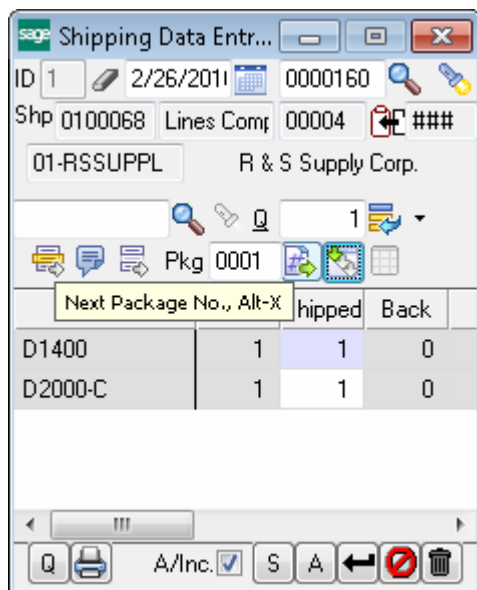 sage Shipping Data Entr...
ID 1 2/26/201 0000160
Shp 0100068 Lines Comp 00004 ###
01-RSSUPPL R & S Supply Corp.
Q 1
Pkg 0001 #
Next Package No., Alt-X hipped Back
D1400 1 1 0
D2000-C 1 1 0
Q A/Inc. S A